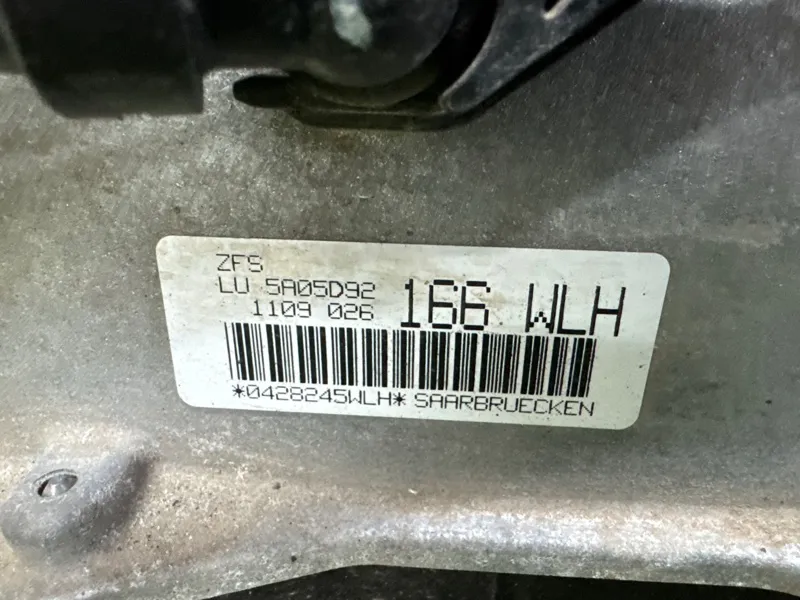 ZFS
LU 5A05D92
1109 026
166 WLH
*0428245WLH* SAARBRUECKEN